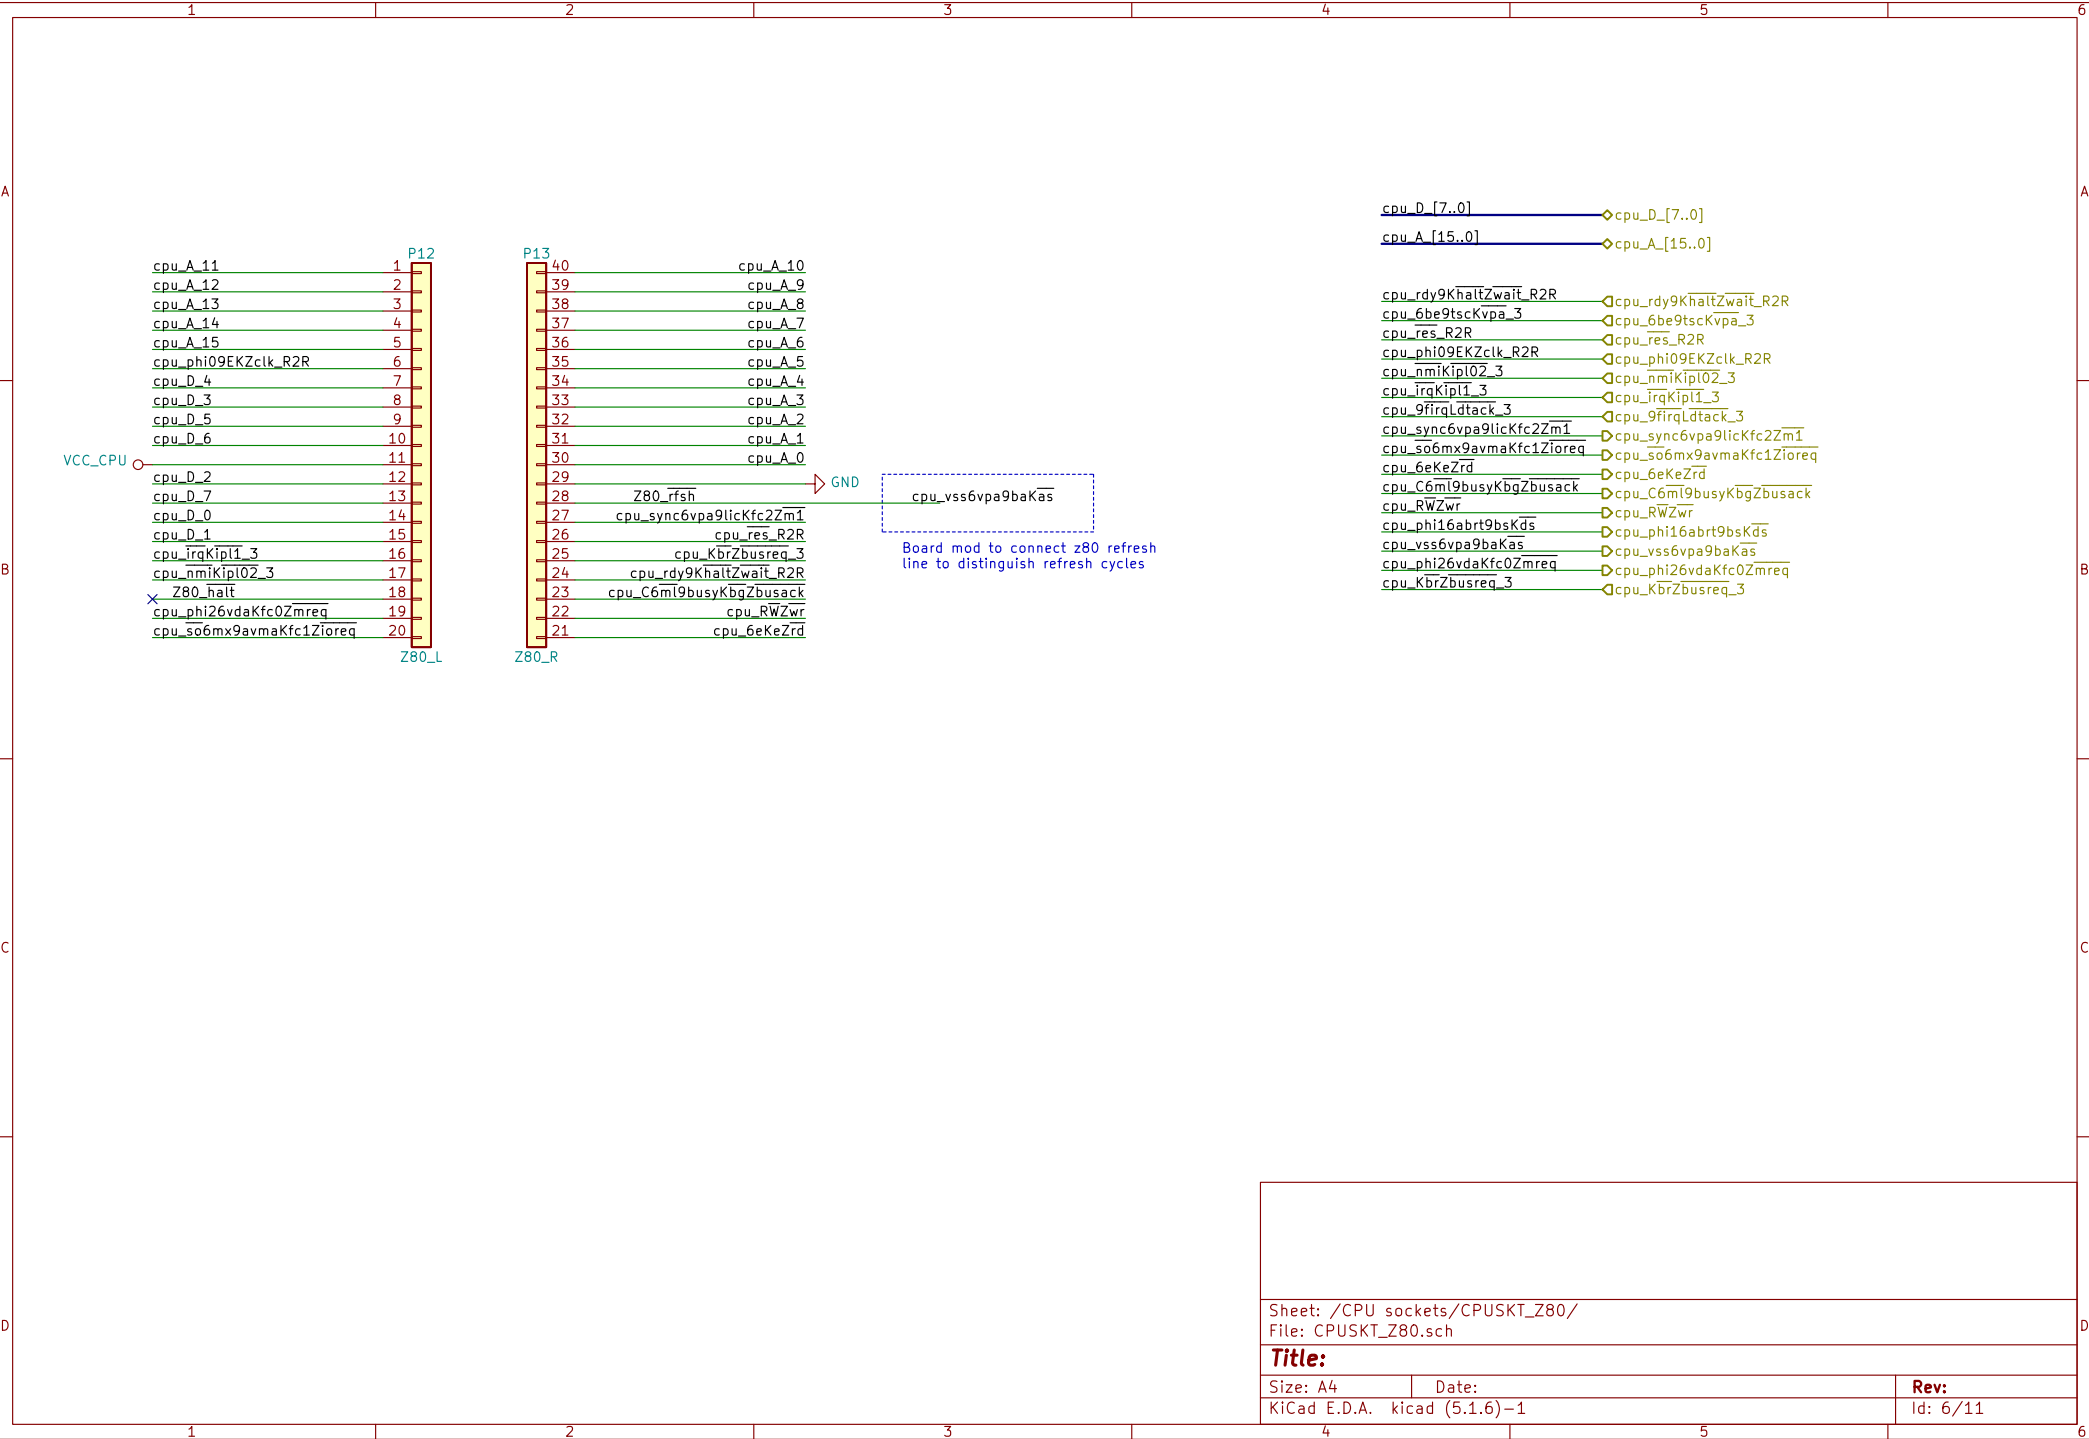 1 2 3 4 5 6
A A
B B
C C
D D
P12
cpu_A_11 1
cpu_A_12 2
cpu_A_13 3
cpu_A_14 4
cpu_A_15 5
cpu_phi09EKZclk_R2R 6
cpu_D_4 7
cpu_D_3 8
cpu_D_5 9
cpu_D_6 10
VCC_CPU 11
cpu_D_2 12
cpu_D_7 13
cpu_D_0 14
cpu_D_1 15
cpu_irqKipl1_3 16
cpu_nmiKipl02_3 17
Z80_halt 18
cpu_phi26vdaKfc0Zmreq 19
cpu_so6mx9avmaKfc1Zioreq 20
Z80_L
P13
40 cpu_A_10
39 cpu_A_9
38 cpu_A_8
37 cpu_A_7
36 cpu_A_6
35 cpu_A_5
34 cpu_A_4
33 cpu_A_3
32 cpu_A_2
31 cpu_A_1
30 cpu_A_0
29 GND
28 Z80_rfsh cpu_vss6vpa9baKas
27 cpu_sync6vpa9licKfc2Zm1
26 cpu_res_R2R
25 cpu_KbrZbusreq_3
24 cpu_rdy9KhaltZwait_R2R
23 cpu_C6ml9busyKbgZbusack
22 cpu_RWZwr
21 cpu_6eKeZrd
Z80_R
Board mod to connect z80 refresh
line to distinguish refresh cycles
cpu_D_[7..0] cpu_D_[7..0]
cpu_A_[15..0] cpu_A_[15..0]
cpu_rdy9KhaltZwait_R2R cpu_rdy9KhaltZwait_R2R
cpu_6be9tscKvpa_3 cpu_6be9tscKvpa_3
cpu_res_R2R cpu_res_R2R
cpu_phi09EKZclk_R2R cpu_phi09EKZclk_R2R
cpu_nmiKipl02_3 cpu_nmiKipl02_3
cpu_irqKipl1_3 cpu_irqKipl1_3
cpu_9firqLdtack_3 cpu_9firqLdtack_3
cpu_sync6vpa9licKfc2Zm1 cpu_sync6vpa9licKfc2Zm1
cpu_so6mx9avmaKfc1Zioreq cpu_so6mx9avmaKfc1Zioreq
cpu_6eKeZrd cpu_6eKeZrd
cpu_C6ml9busyKbgZbusack cpu_C6ml9busyKbgZbusack
cpu_RWZwr cpu_RWZwr
cpu_phi16abrt9bsKds cpu_phi16abrt9bsKds
cpu_vss6vpa9baKas cpu_vss6vpa9baKas
cpu_phi26vdaKfc0Zmreq cpu_phi26vdaKfc0Zmreq
cpu_KbrZbusreq_3 cpu_KbrZbusreq_3
Sheet: /CPU sockets/CPUSKT_Z80/
File: CPUSKT_Z80.sch
Title:
Size: A4 Date: Rev:
KiCad E.D.A. kicad (5.1.6)-1 Id: 6/11
1 2 3 4 5 6